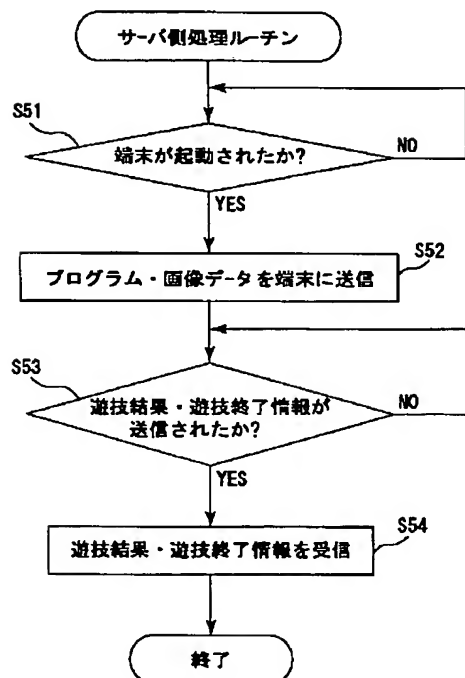 サーバ側処理ルーチン
S51
端末が起動されたか?
NO
YES
S52
プログラム・画像データを端末に送信
S53
遊技結果・遊技終了情報が
送信されたか?
NO
YES
S54
遊技結果・遊技終了情報を受信
終了